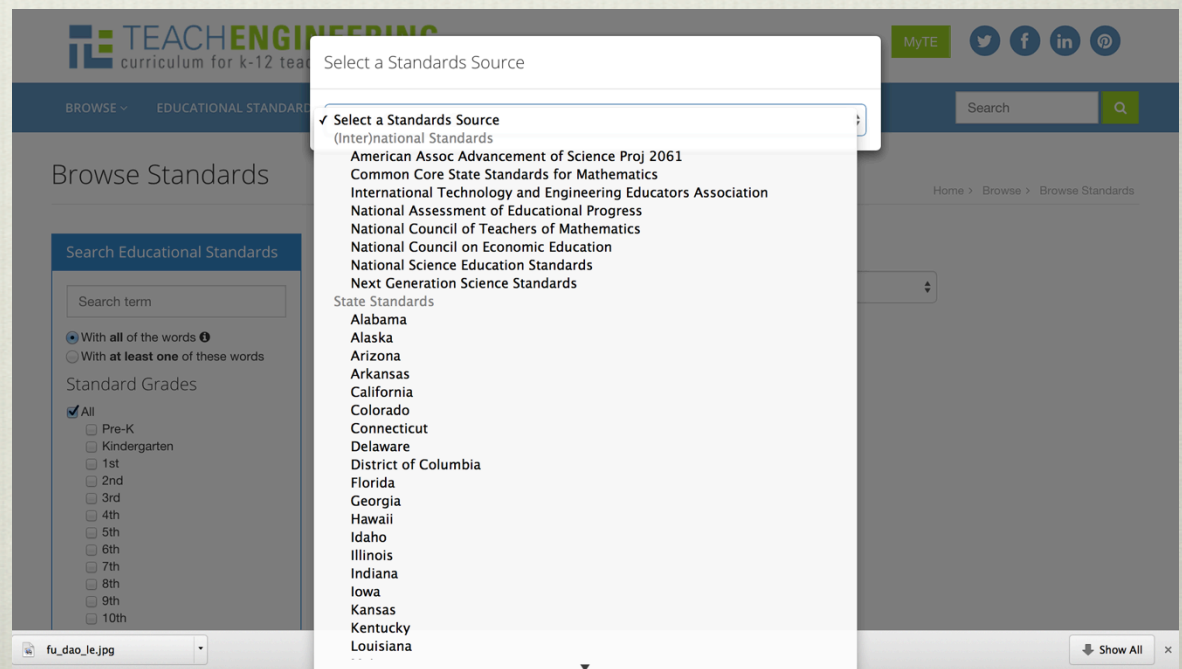 TEACHENGINEERING
curriculum for k-12 teac
MyTE
BROWSE
EDUCATIONAL STANDARD
Search
Browse Standards
Home > Browse > Browse Standards
Search Educational Standards
Search term
With all of the words
With at least one of these words
Standard Grades
All
Pre-K
Kindergarten
1st
2nd
3rd
4th
5th
6th
7th
8th
9th
10th
Select a Standards Source
✓ Select a Standards Source
(Inter)national Standards
American Assoc Advancement of Science Proj 2061
Common Core State Standards for Mathematics
International Technology and Engineering Educators Association
National Assessment of Educational Progress
National Council of Teachers of Mathematics
National Council on Economic Education
National Science Education Standards
Next Generation Science Standards
State Standards
Alabama
Alaska
Arizona
Arkansas
California
Colorado
Connecticut
Delaware
District of Columbia
Florida
Georgia
Hawaii
Idaho
Illinois
Indiana
Iowa
Kansas
Kentucky
Louisiana
fu_dao_le.jpg
Show All